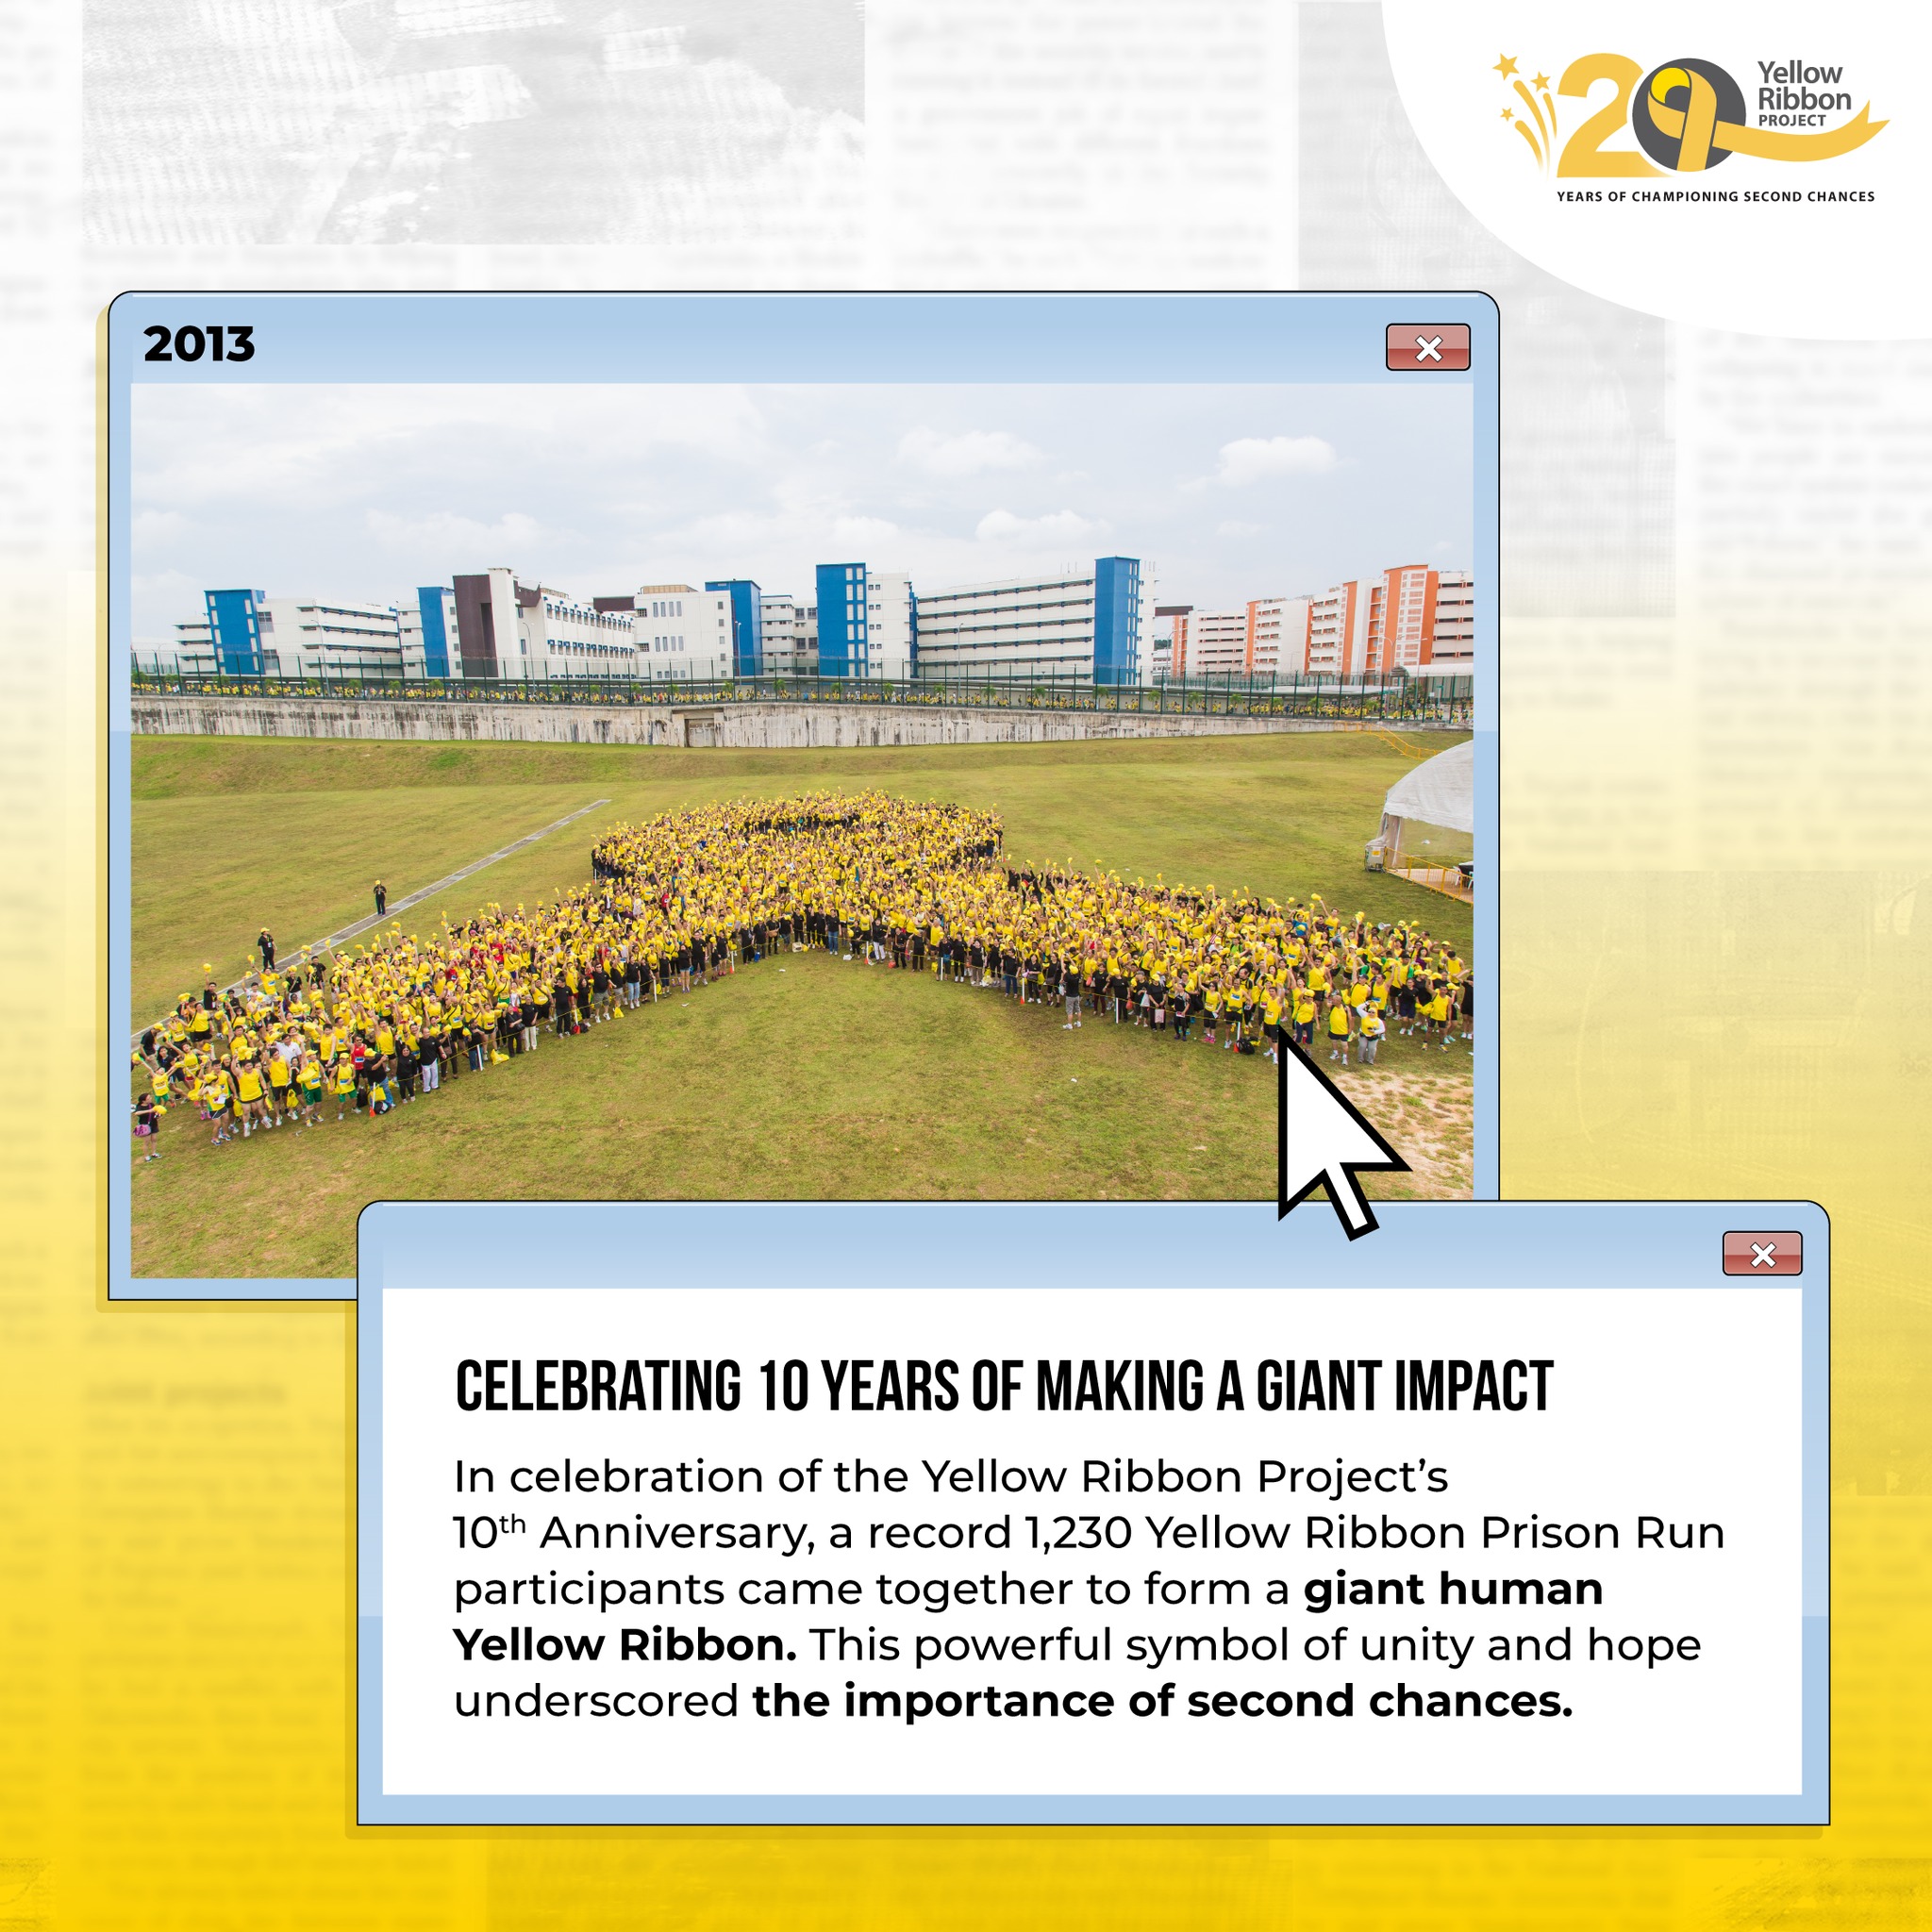 20 Yellow
Ribbon
PROJECT
YEARS OF CHAMPIONING SECOND CHANCES
2013
CELEBRATING 10 YEARS OF MAKING A GIANT IMPACT
In celebration of the Yellow Ribbon Project's
10th Anniversary, a record 1,230 Yellow Ribbon Prison Run
participants came together to form a giant human
Yellow Ribbon. This powerful symbol of unity and hope
underscored the importance of second chances.